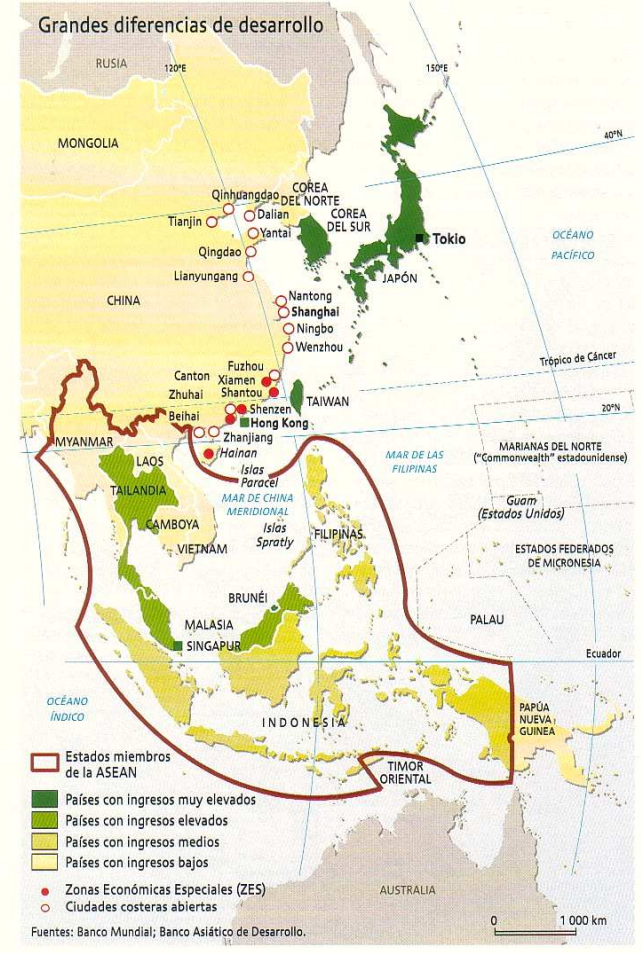 Grandes diferencias de desarrollo
RUSIA
120°E
150°E
MONGOLIA
40°N
Qinhuangdao
COREA
DEL NORTE
Tianjin
Dalian
COREA
DEL SUR
Yantai
Tokio
OCÉANO
PACÍFICO
Qingdao
Lianyungang
JAPÓN
CHINA
Nantong
Shanghai
Ningbo
Wenzhou
Trópico de Cáncer
Fuzhou
Canton
Xiamen
Zhuhai
Shantou
TAIWAN
Beihai
Shenzen
20°N
Hong Kong
MYANMAR
Zhanjiang
Hainan
LAOS
Islas
Paracel
MAR DE LAS
FILIPINAS
MARIANAS DEL NORTE
("Commonwealth" estadounidense)
TAILANDIA
MAR DE CHINA
MERIDIONAL
Guam
(Estados Unidos)
CAMBOYA
Islas
Spratly
FILIPINAS
VIETNAM
ESTADOS FEDERADOS
DE MICRONESIA
BRUNÉI
MALASIA
PALAU
SINGAPUR
Ecuador
OCÉANO
ÍNDICO
INDONESIA
PAPÚA
NUEVA
GUINEA
TIMOR
ORIENTAL
Estados miembros
de la ASEAN
Países con ingresos muy elevados
Países con ingresos elevados
Países con ingresos medios
Países con ingresos bajos
Zonas Económicas Especiales (ZES)
Ciudades costeras abiertas
AUSTRALIA
Fuentes: Banco Mundial; Banco Asiático de Desarrollo.
0 1 000 km